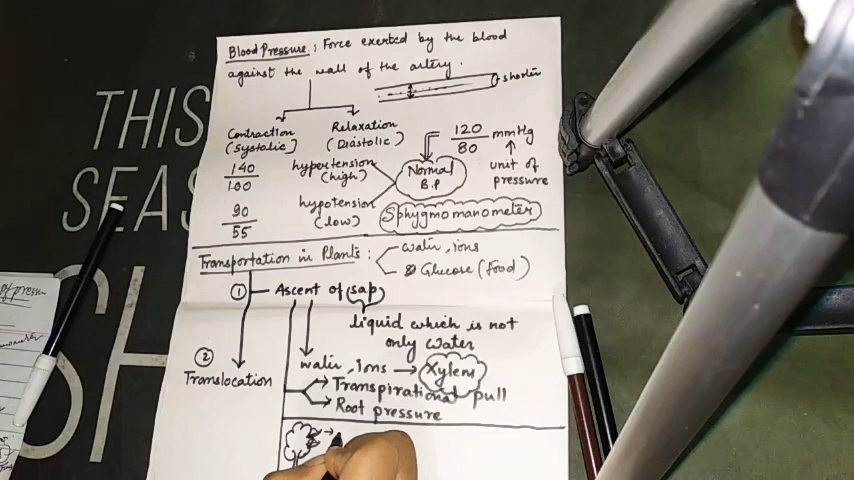 Blood Pressure : Force exerted by the blood
against the wall of the artery.
shorter
Contraction
(systolic)
Relaxation
(Diastolic)
120
80
mmHg
unit of
pressure
140
100
hypertension
(high)
Normal
B.P
90
55
hypotension
(low)
Sphygmomanometer
Transportation in Plants :
water, ions
Glucose (food)
① Ascent of (sap)
liquid which is not
only water
② Translocation
water, ions → Xylem
Transpirational pull
Root pressure
THIS
SEAS
SH